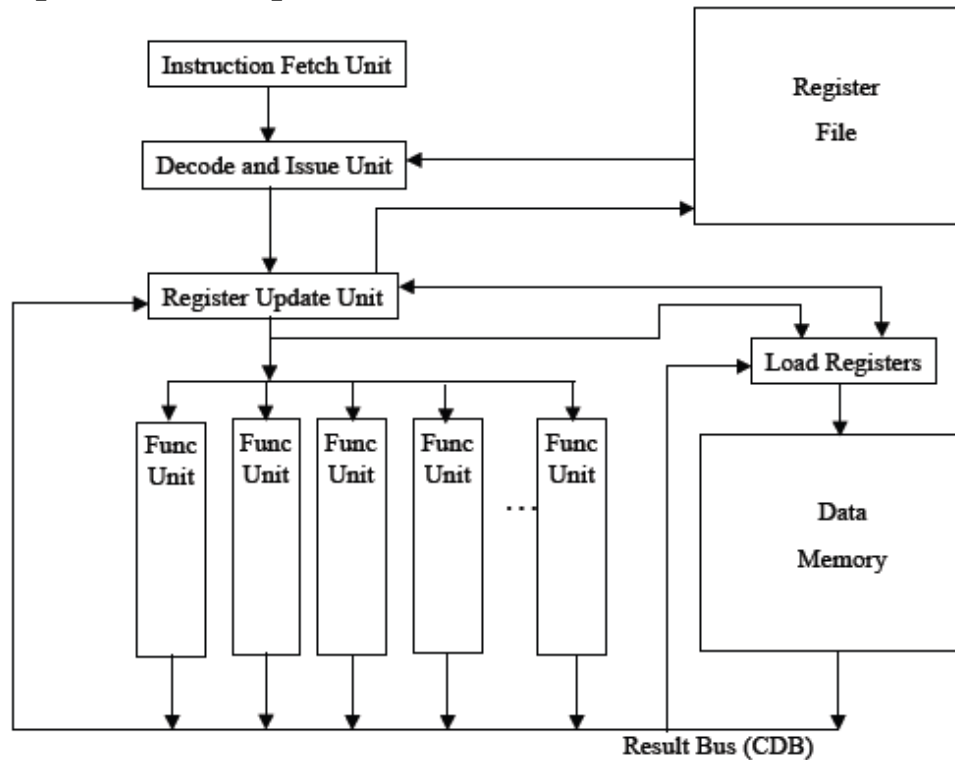 Instruction Fetch Unit
Register
File
Decode and Issue Unit
Register Update Unit
Load Registers
Func
Unit
Func
Unit
Func
Unit
Func
Unit
...
Func
Unit
Data
Memory
Result Bus (CDB)